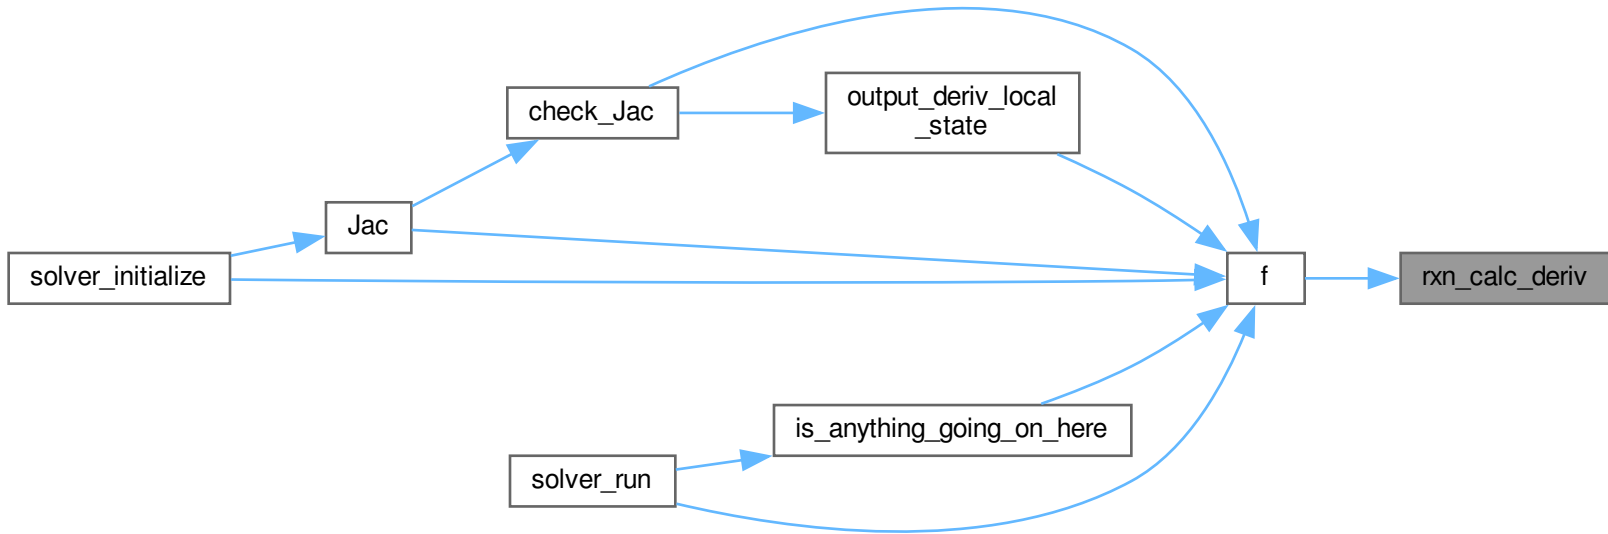 check_Jac
output_deriv_local
_state
Jac
solver_initialize
f
rxn_calc_deriv
is_anything_going_on_here
solver_run